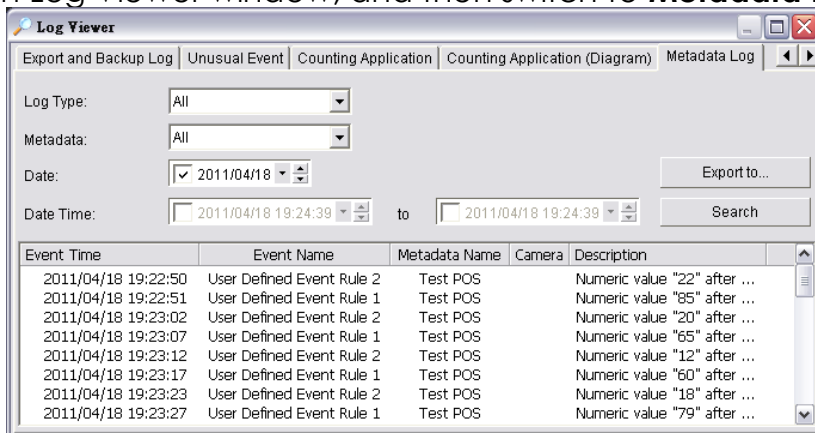 Log Viewer window, and then switch to Metadata
Log Viewer
Export and Backup Log Unusual Event Counting Application Counting Application (Diagram) Metadata Log
Log Type: All
Metadata: All
Date: 2011/04/18
Export to...
Date Time: 2011/04/18 19:24:39 to 2011/04/18 19:24:39
Search
Event Time Event Name Metadata Name Camera Description
2011/04/18 19:22:50 User Defined Event Rule 2 Test POS Numeric value "22" after ...
2011/04/18 19:22:51 User Defined Event Rule 1 Test POS Numeric value "85" after ...
2011/04/18 19:23:02 User Defined Event Rule 2 Test POS Numeric value "20" after ...
2011/04/18 19:23:07 User Defined Event Rule 1 Test POS Numeric value "65" after ...
2011/04/18 19:23:12 User Defined Event Rule 2 Test POS Numeric value "12" after ...
2011/04/18 19:23:17 User Defined Event Rule 1 Test POS Numeric value "60" after ...
2011/04/18 19:23:23 User Defined Event Rule 2 Test POS Numeric value "18" after ...
2011/04/18 19:23:27 User Defined Event Rule 1 Test POS Numeric value "79" after ...